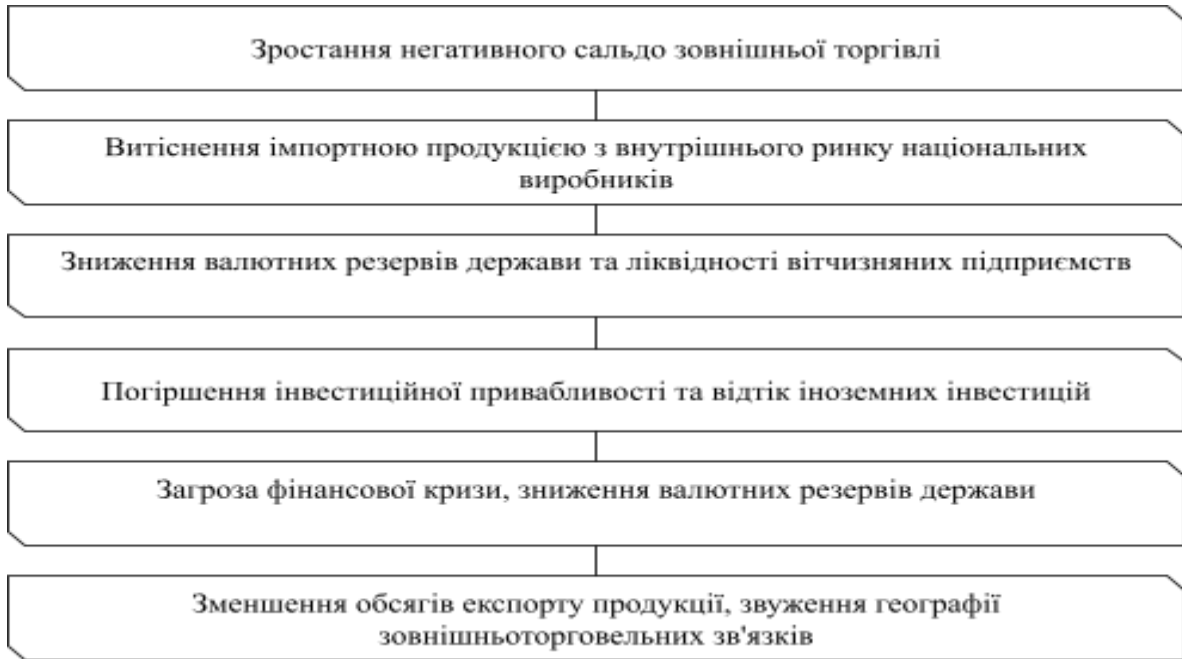 Зростання негативного сальдо зовнішньої торгівлі
Витіснення імпортною продукцією з внутрішнього ринку національних
виробників
Зниження валютних резервів держави та ліквідності вітчизняних підприємств
Погіршення інвестиційної привабливості та відтік іноземних інвестицій
Загроза фінансової кризи, зниження валютних резервів держави
Зменшення обсягів експорту продукції, звуження географії
зовнішньоторговельних зв'язків